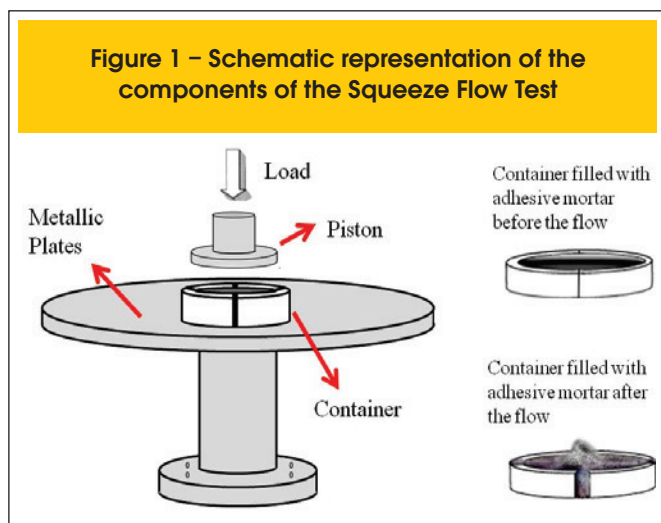 Figure 1 – Schematic representation of the
components of the Squeeze Flow Test
Load
Metallic
Plates
Piston
Container
Container filled with
adhesive mortar
before the flow
Container filled with
adhesive mortar after
the flow